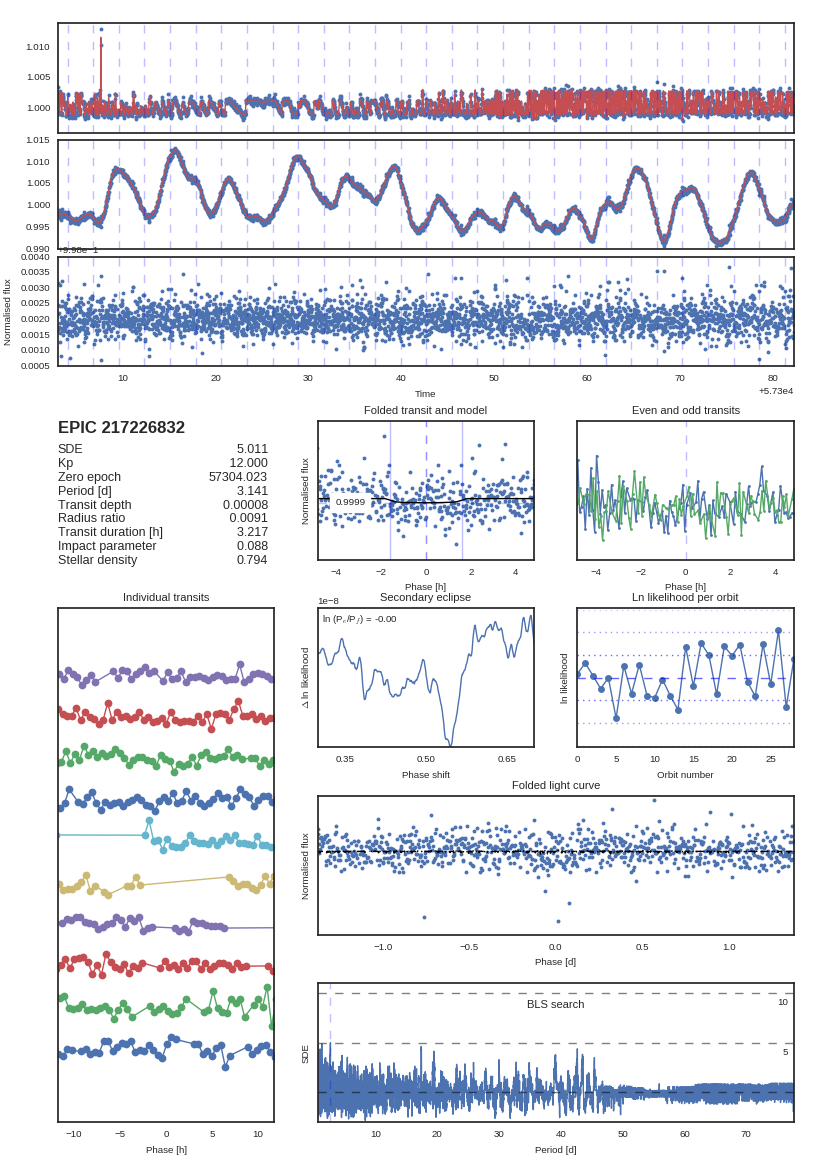 1.010
1.005
1.000
1.015
1.010
1.005
1.000
0.995
0.990
+9.98e−1
0.0040
0.0035
0.0030
0.0025
0.0020
0.0015
0.0010
0.0005
Normalised flux
10 20 30 40 50 60 70 80
Time
+5.73e4
EPIC 217226832
SDE 5.011
Kp 12.000
Zero epoch 57304.023
Period [d] 3.141
Transit depth 0.00008
Radius ratio 0.0091
Transit duration [h] 3.217
Impact parameter 0.088
Stellar density 0.794
Folded transit and model
Normalised flux
0.9999
−4 −2 0 2 4
Phase [h]
Even and odd transits
−4 −2 0 2 4
Phase [h]
Individual transits
−10 −5 0 5 10
Phase [h]
Secondary eclipse
1e−8
ln (Pₑ/P𝑓) = -0.00
Δ ln likelihood
0.35 0.50 0.65
Phase shift
Ln likelihood per orbit
ln likelihood
0 5 10 15 20 25
Orbit number
Folded light curve
Normalised flux
−1.0 −0.5 0.0 0.5 1.0
Phase [d]
BLS search
10
5
SDE
10 20 30 40 50 60 70
Period [d]